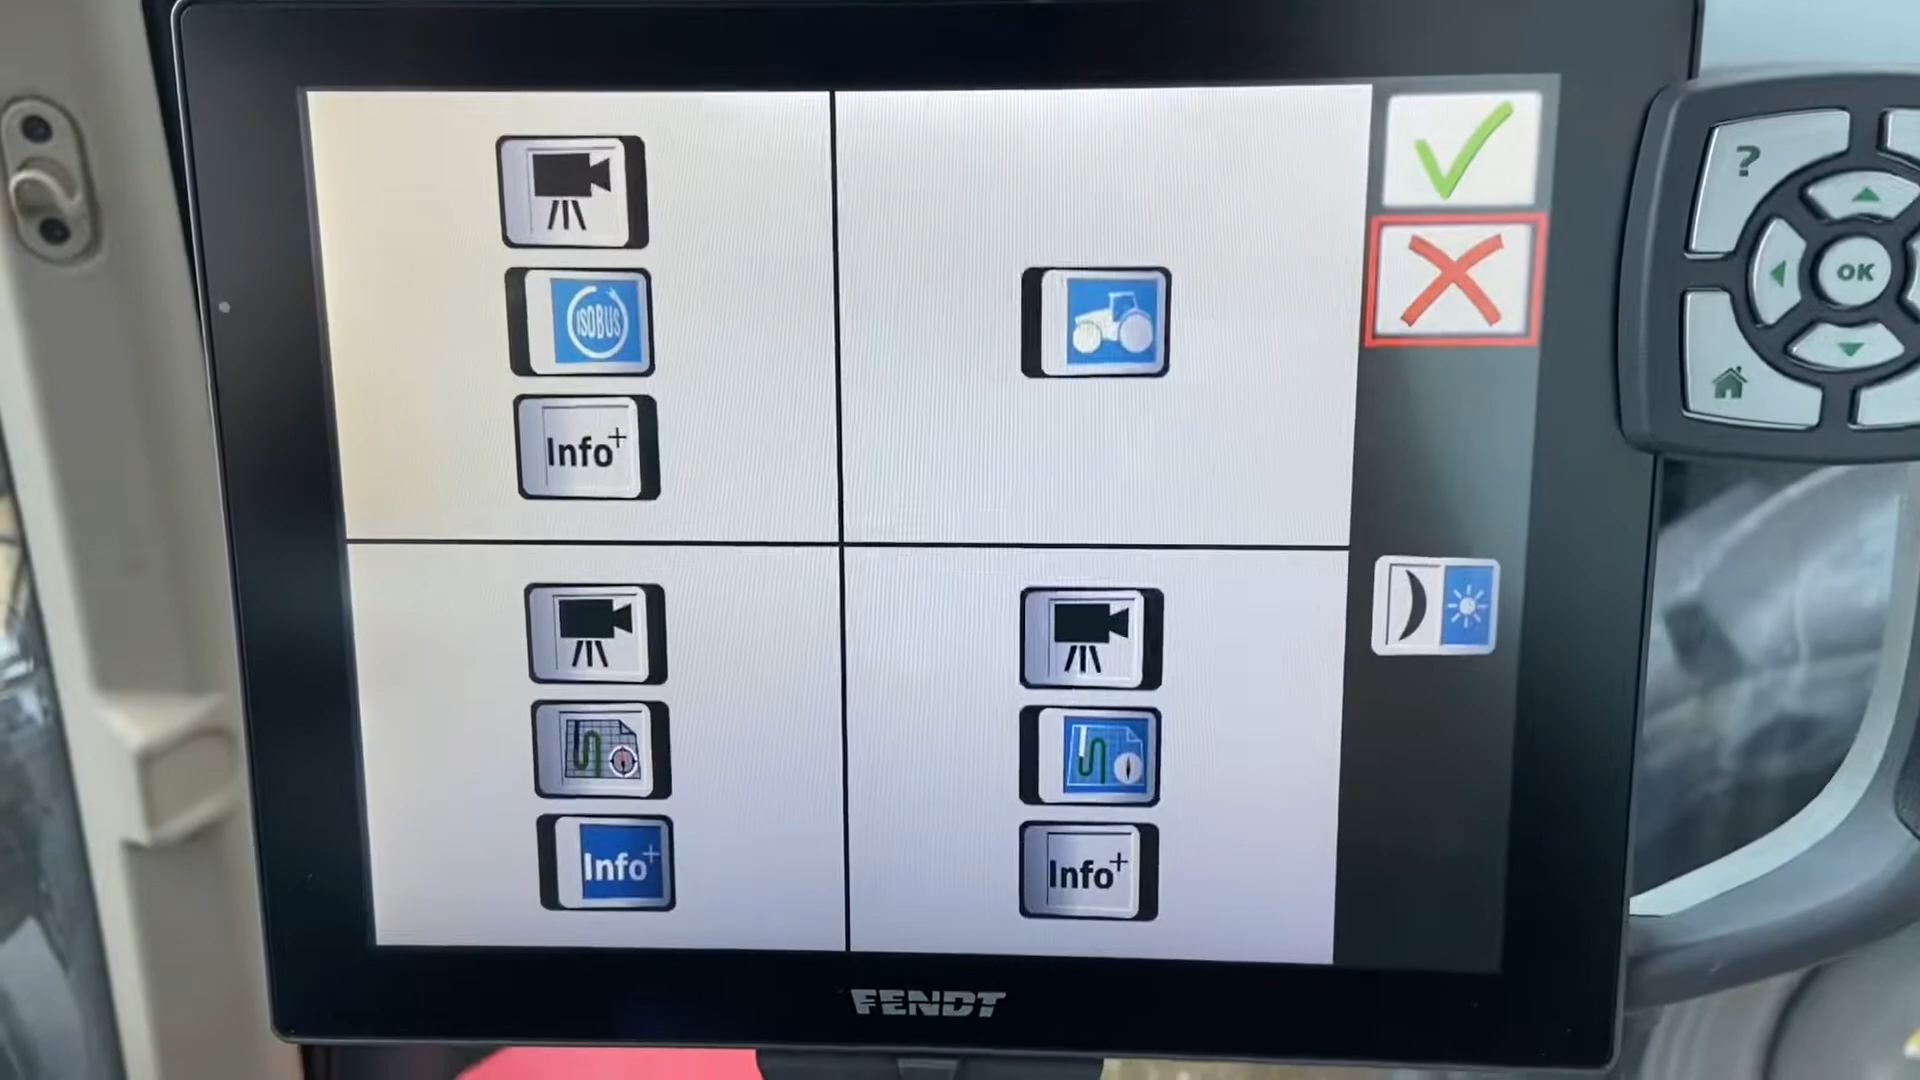 ?
ISOBUS
OK
Info+
Info+
Info+
FENDT